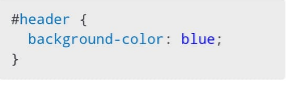 #header {
  background-color: blue;
}